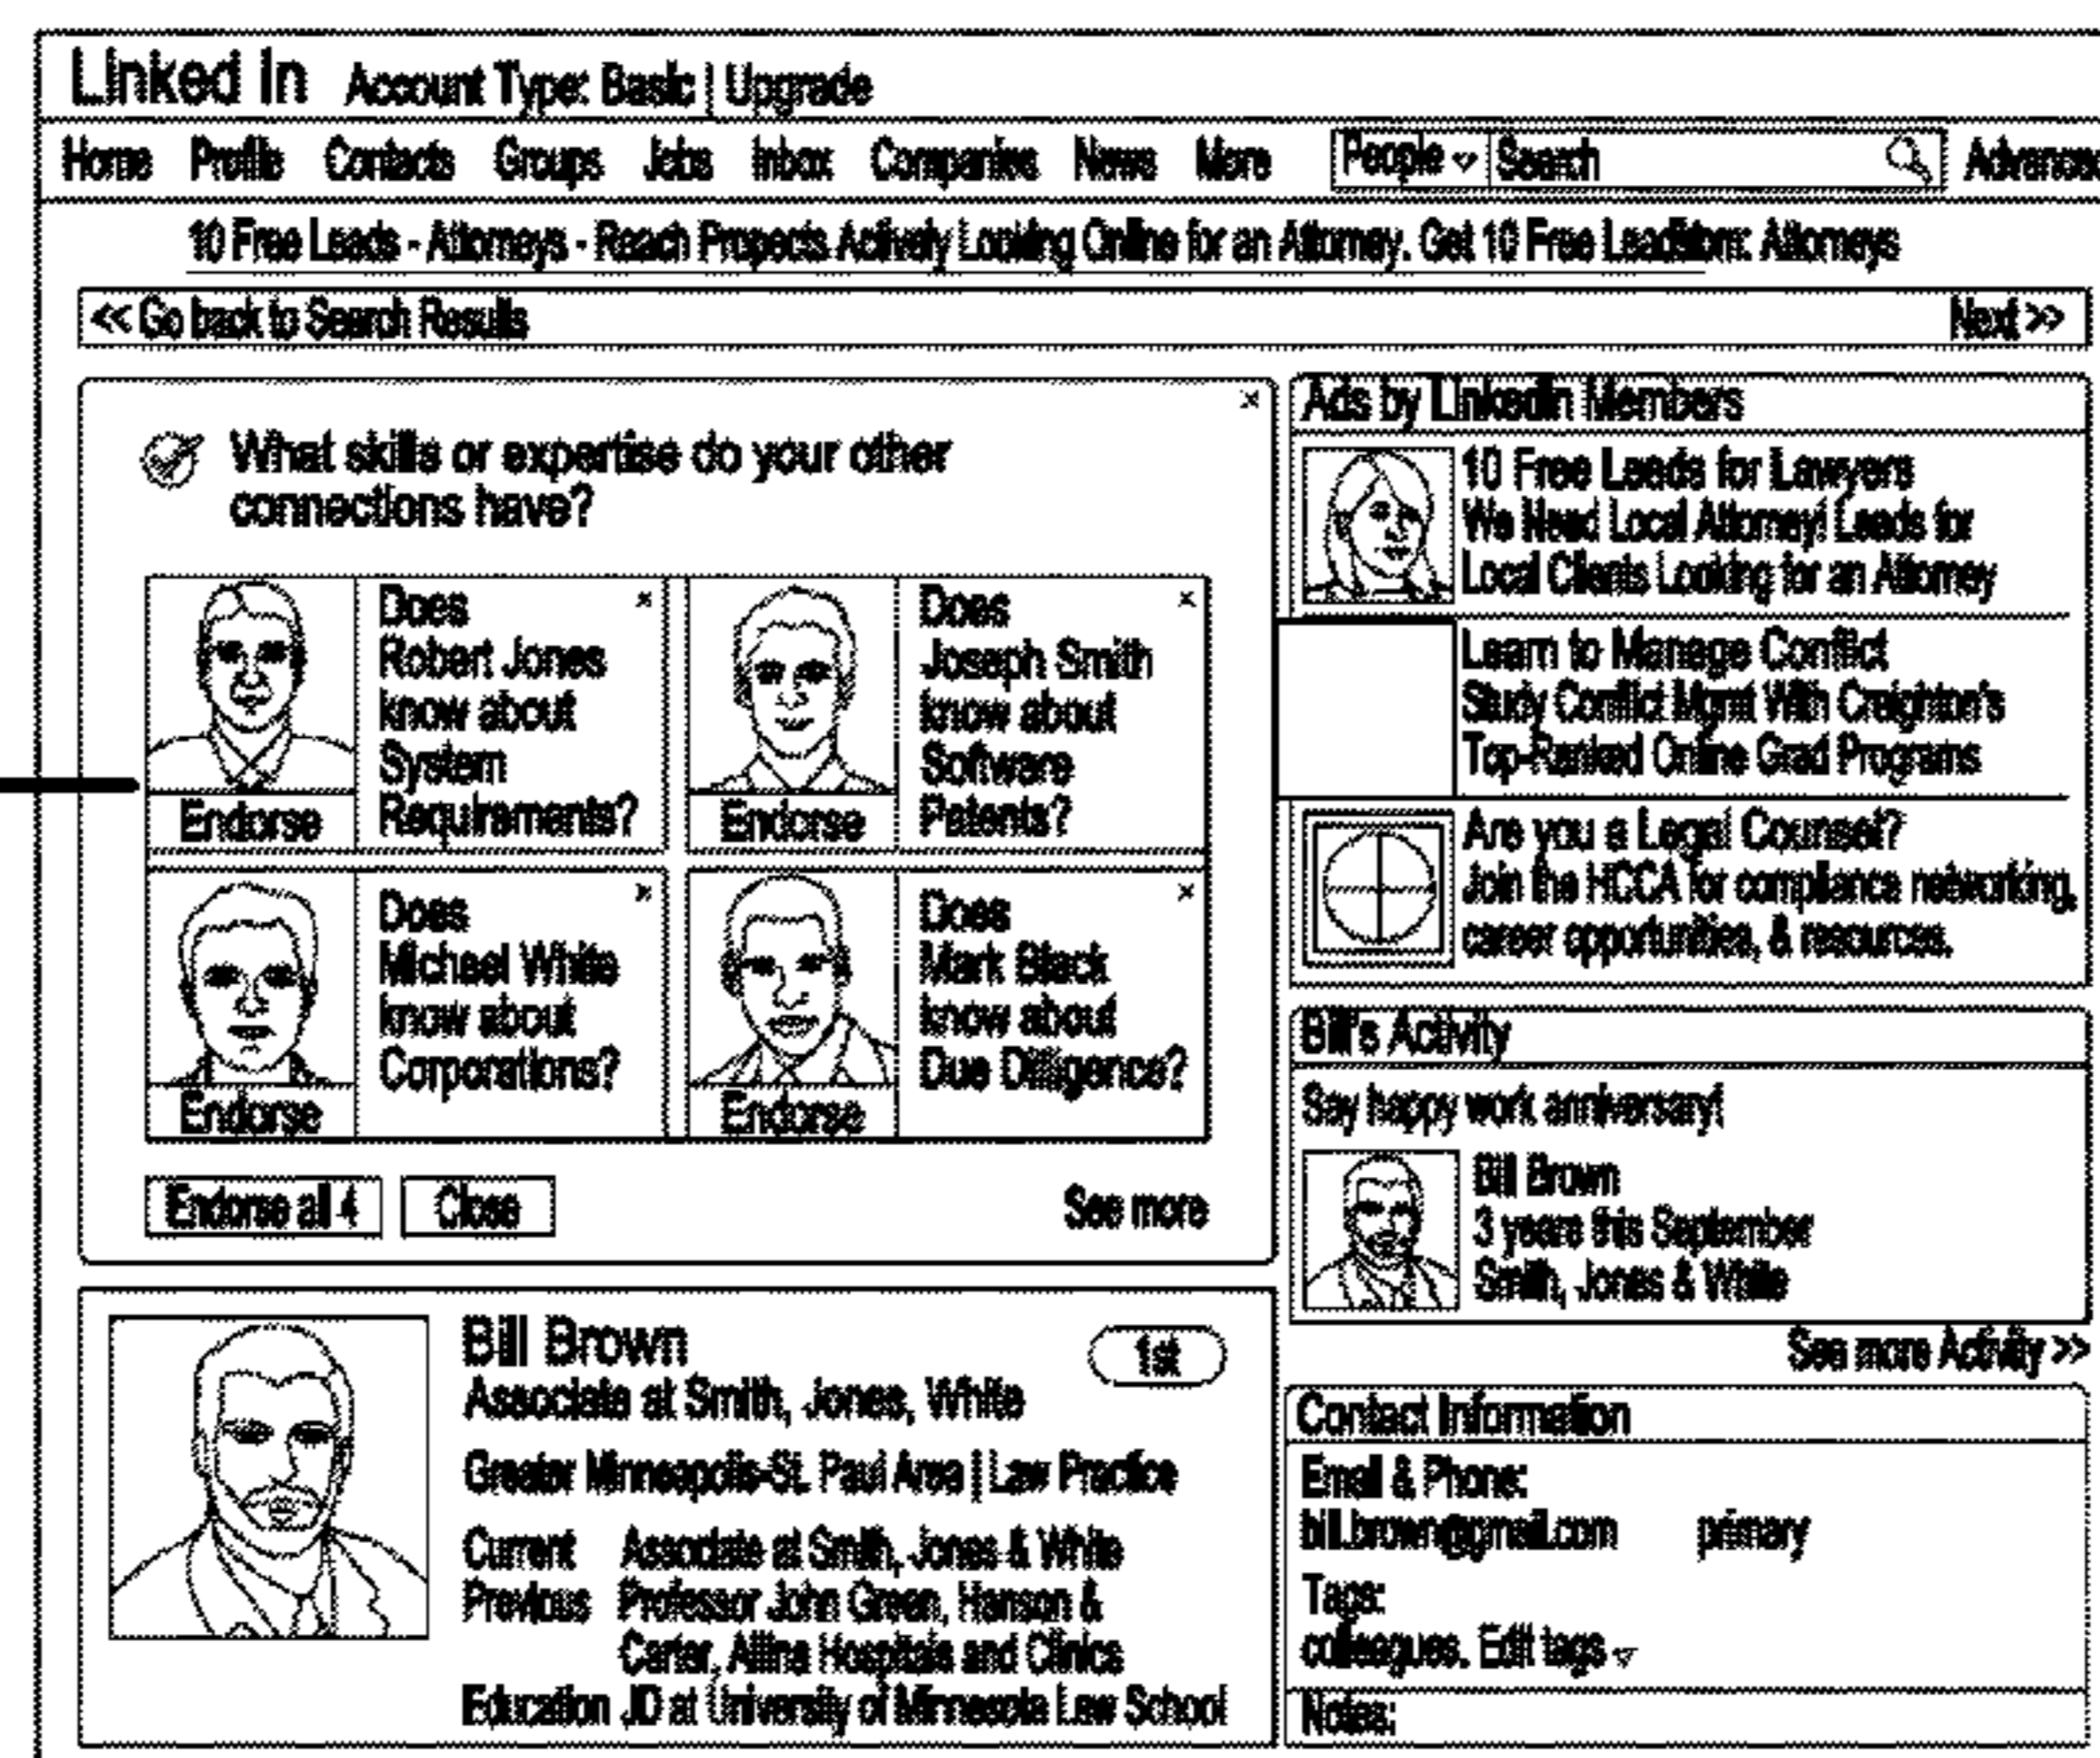 Linked in Account Type: Basic | Upgrade
Home Profile Contacts Groups Jobs Inbox Companies News More People Search Advanced
10 Free Leads - Attorneys - Reach Propects Actively Looking Online for an Attorney. Get 10 Free Leads Attorneys
<< Go back to Search Results Next >>
What skills or expertise do your other
connections have?
Does
Robert Jones
know about
System
Requirements?
Endorse
Does
Joseph Smith
know about
Software
Patents?
Endorse
Does
Michael White
know about
Corporations?
Endorse
Does
Mark Black
know about
Due Diligence?
Endorse
Endorse all 4 Close See more
Bill Brown 1st
Associate at Smith, Jones, White
Greater Minneapolis-St. Paul Area | Law Practice
Current Associate at Smith, Jones & White
Previous Professor John Green, Hanson &
Carter, Allina Hospitals and Clinics
Education JD at University of Minnesota Law School
Ads by LinkedIn Members
10 Free Leads for Lawyers
We Need Local Attorney! Leads for
Local Clients Looking for an Attorney
Learn to Manage Conflict
Study Conflict Mgmt With Creighton's
Top-Ranked Online Grad Programs
Are you a Legal Counsel?
Join the HCCA for compliance networking,
career opportunities, & resources.
Bill's Activity
Say happy work anniversary!
Bill Brown
3 years this September
Smith, Jones & White
See more Activity >>
Contact Information
Email & Phone:
bill.brown@gmail.com primary
Tags:
colleagues. Edit tags
Notes: